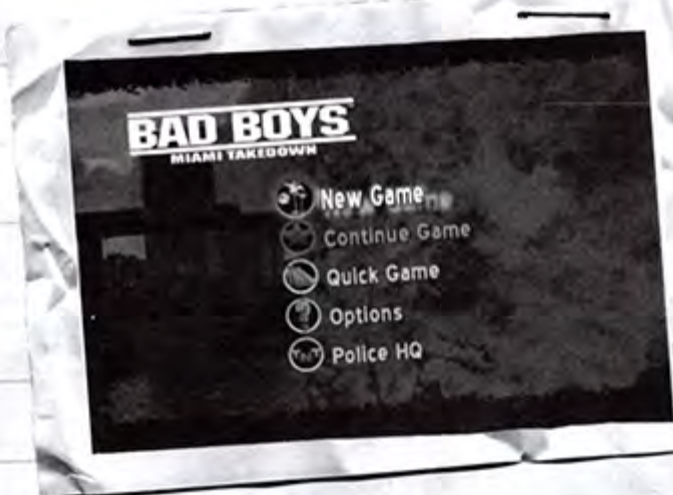 BAD BOYS
MIAMI TAKEDOWN
New Game
Continue Game
Quick Game
Options
Police HQ